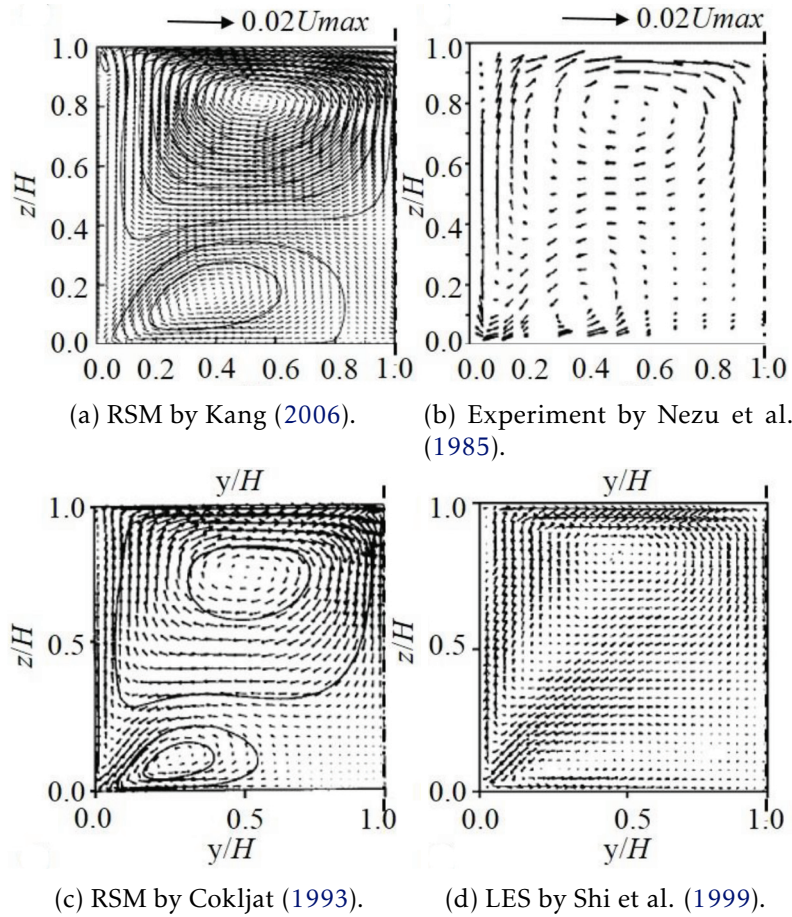 0.02Umax
0.02Umax
1.0
0.8
0.6
0.4
0.2
0.0
z/H
0.0 0.2 0.4 0.6 0.8 1.0
1.0
0.8
0.6
0.4
0.2
0.0
z/H
0.0 0.2 0.4 0.6 0.8 1.0
(a) RSM by Kang (2006).
(b) Experiment by Nezu et al.
(1985).
y/H
y/H
1.0
0.5
0.0
z/H
0.0 0.5 1.0
y/H
1.0
0.5
0.0
z/H
0.0 0.5 1.0
y/H
(c) RSM by Cokljat (1993).
(d) LES by Shi et al. (1999).